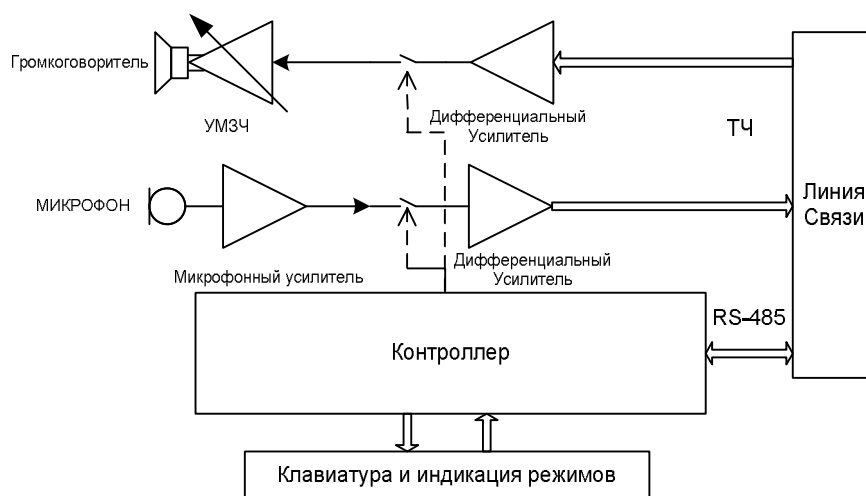 Громкоговоритель
УМЗЧ
Дифференциальный
Усилитель
ТЧ
МИКРОФОН
Микрофонный усилитель
Дифференциальный
Усилитель
Линия
Связи
RS-485
Контроллер
Клавиатура и индикация режимов